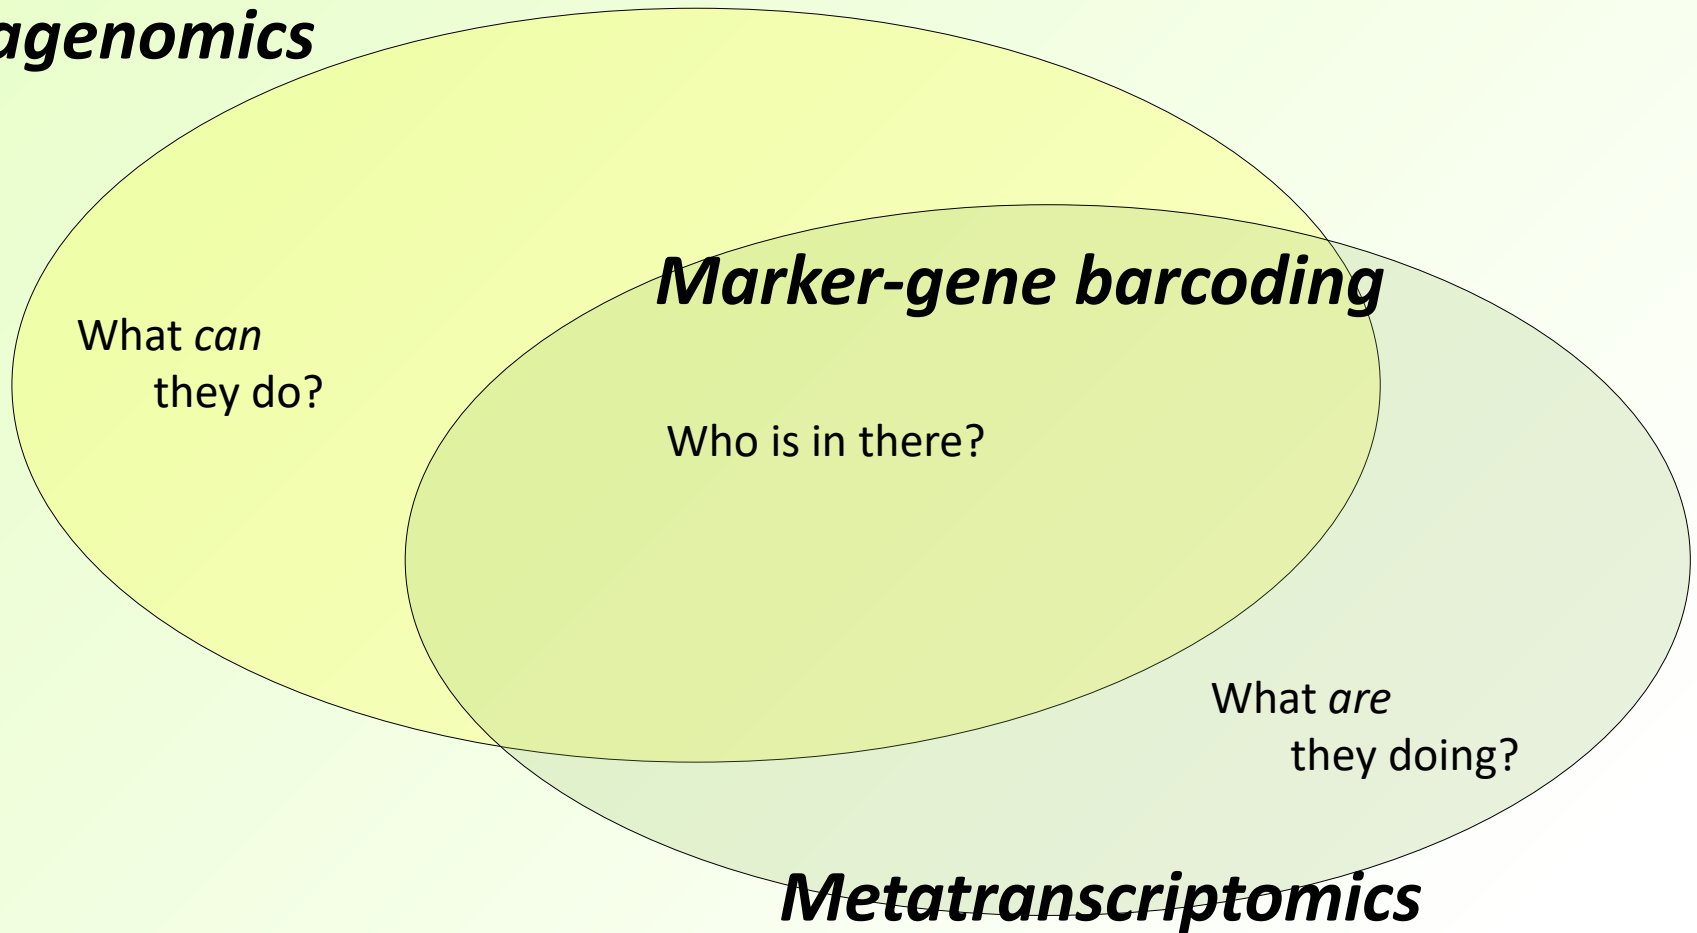 agenomics
Marker-gene barcoding
What can
they do?
Who is in there?
What are
they doing?
Metatranscriptomics